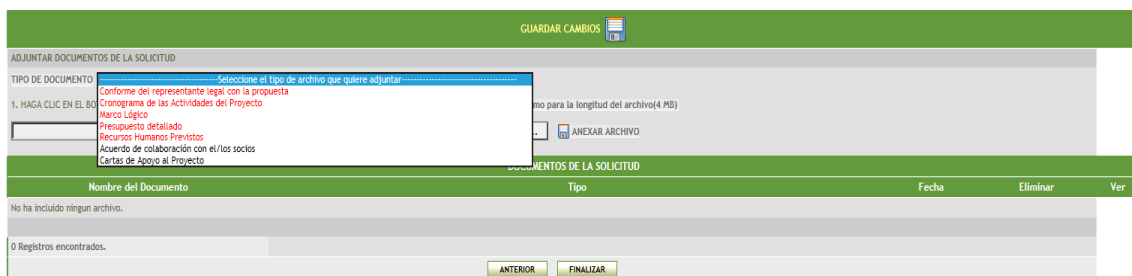 GUARDAR CAMBIOS
ADJUNTAR DOCUMENTOS DE LA SOLICITUD
TIPO DE DOCUMENTO
----------Seleccione el tipo de archivo que quiere adjuntar----------
Conforme del representante legal con la propuesta
Cronograma de las Actividades del Proyecto
Marco Lógico
Presupuesto detallado
Recursos Humanos Previstos
Acuerdo de colaboración con el/los socios
Cartas de Apoyo al Proyecto
1. HAGA CLIC EN EL para la longitud del archivo(4 MB)
ANEXAR ARCHIVO
DE LA SOLICITUD
Nombre del Documento Tipo Fecha Eliminar Ver
No ha incluido ningun archivo.
0 Registros encontrados.
ANTERIOR FINALIZAR